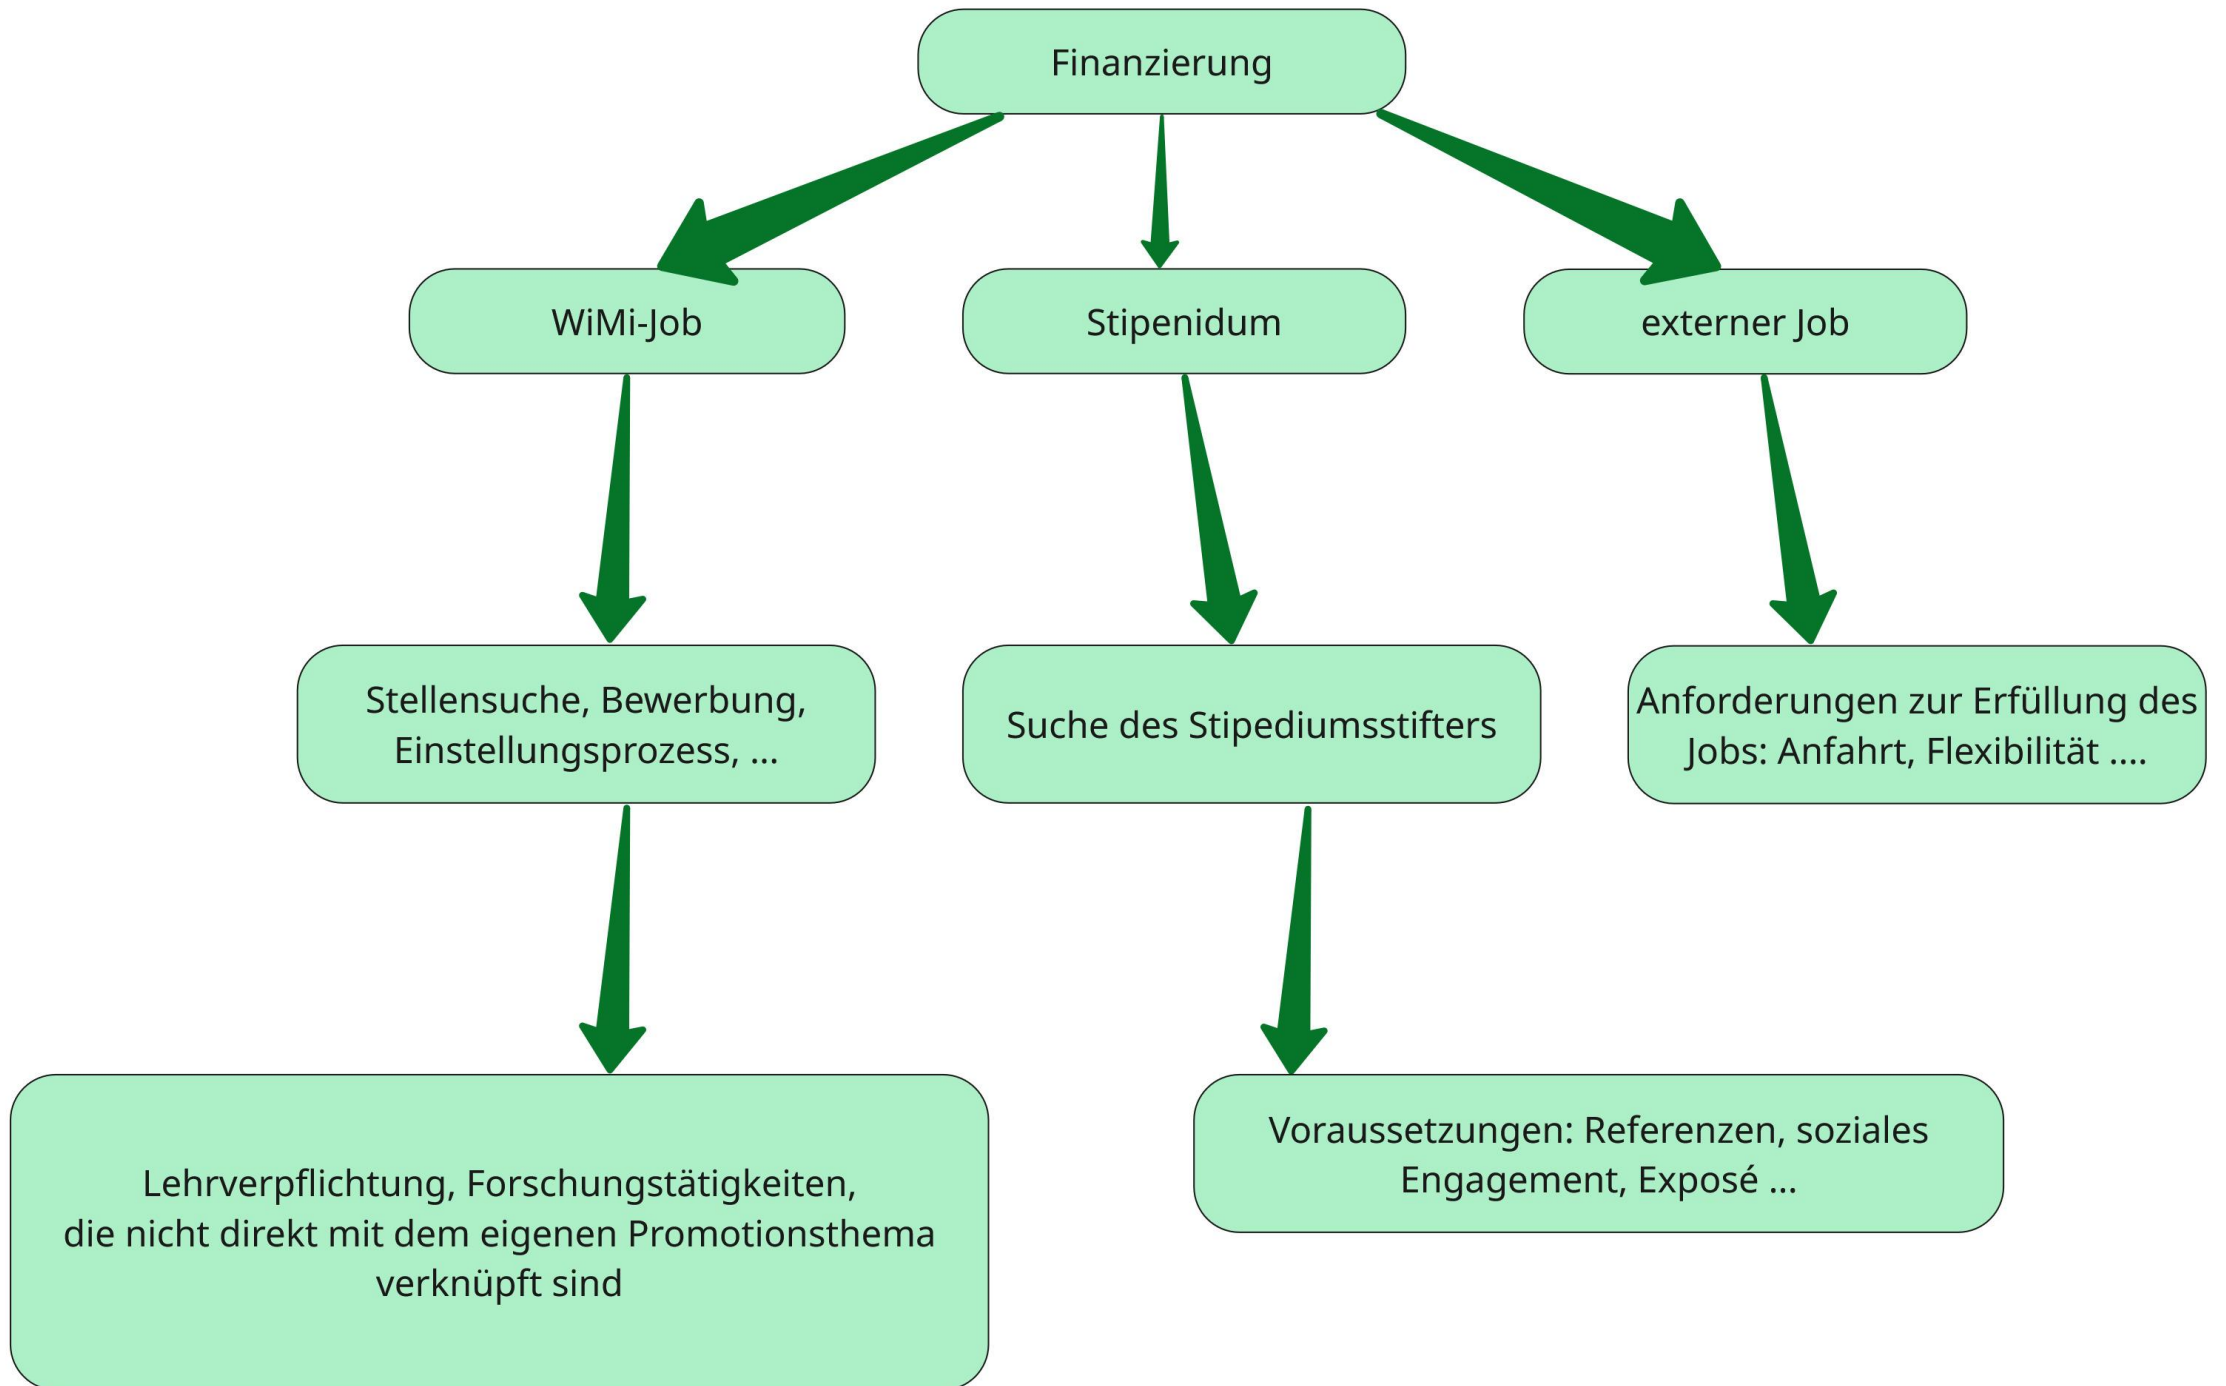 Finanzierung
WiMi-Job
Stipenidum
externer Job
Stellensuche, Bewerbung,
Einstellungsprozess, ...
Suche des Stipediumsstifters
Anforderungen zur Erfüllung des
Jobs: Anfahrt, Flexibilität ....
Lehrverpflichtung, Forschungstätigkeiten,
die nicht direkt mit dem eigenen Promotionsthema
verknüpft sind
Voraussetzungen: Referenzen, soziales
Engagement, Exposé ...